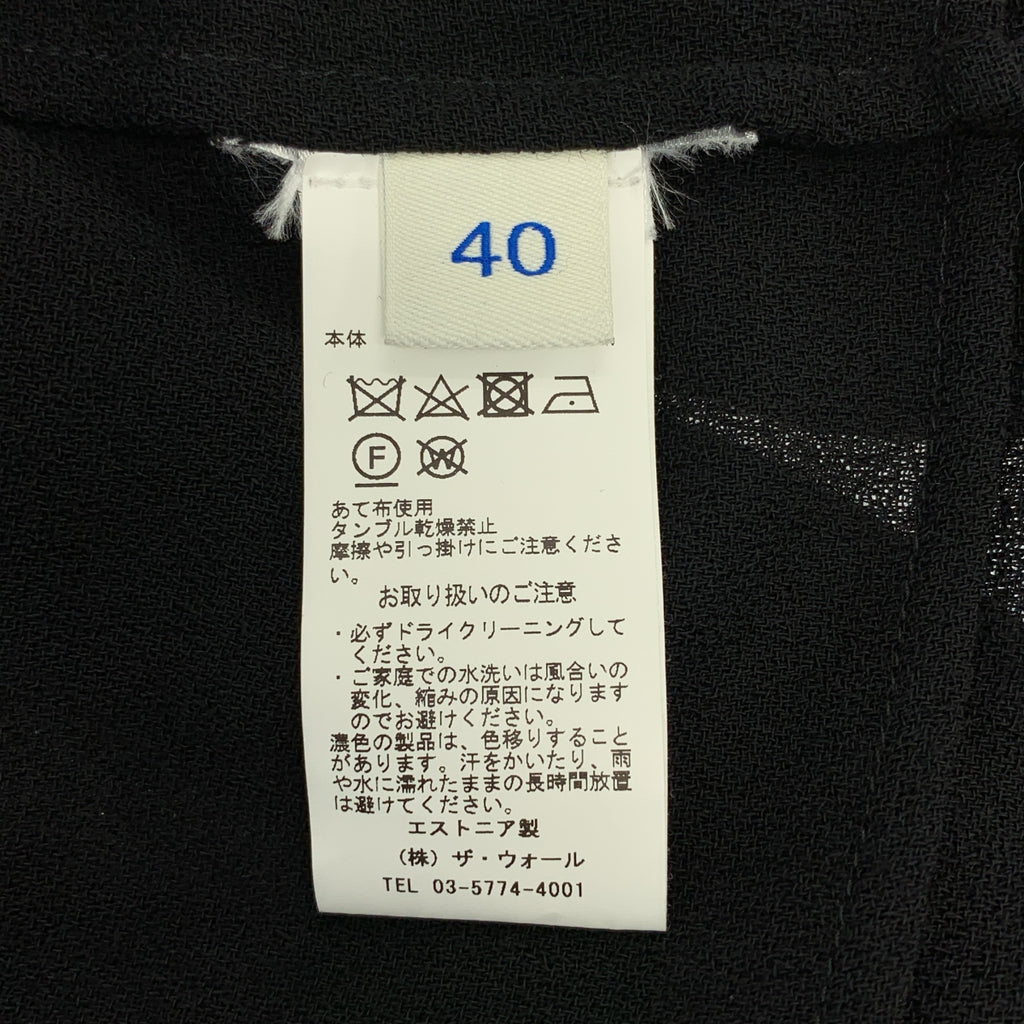 40
本体
F W
あて布使用
タンブル乾燥禁止
摩擦や引っ掛けにご注意くださ
い。
お取り扱いのご注意
・必ずドライクリーニングして
ください。
・ご家庭での水洗いは風合いの
変化、縮みの原因になります
のでお避けください。
濃色の製品は、色移りすること
があります。汗をかいたり、雨
や水に濡れたままの長時間放置
は避けてください。
エストニア製
(株) ザ・ウォール
TEL 03-5774-4001